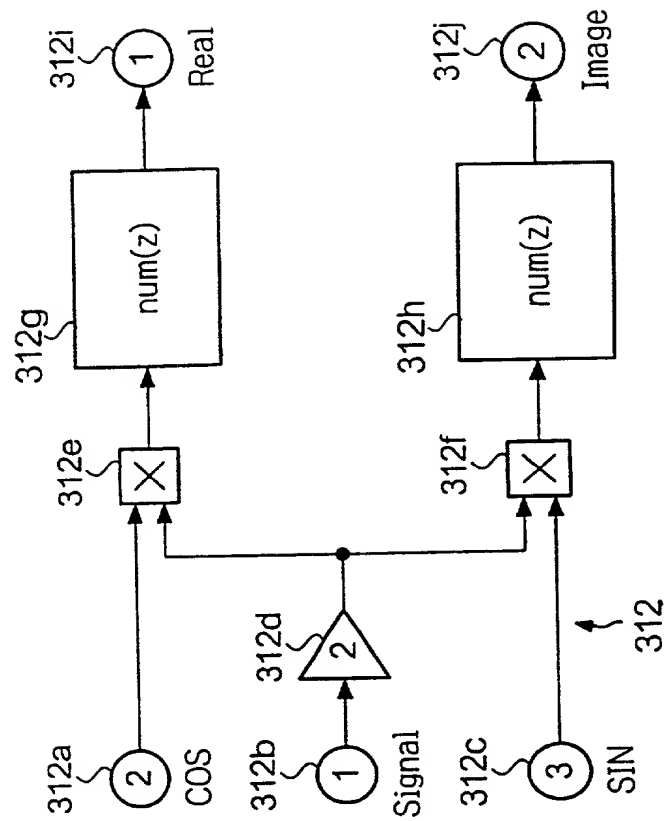 312a
2
COS
312b
1
Signal
312c
3
SIN
312d
2
312
312e
X
312f
X
312g
num(z)
312h
num(z)
312i
1
Real
312j
2
Image